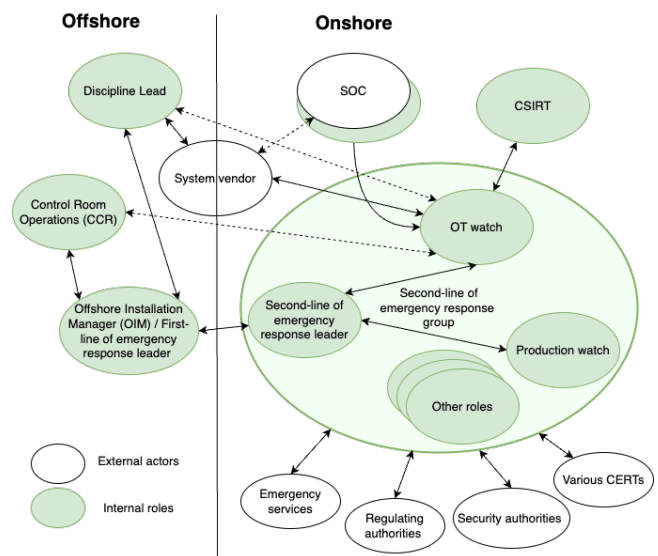 Offshore
Onshore
Discipline Lead
SOC
CSIRT
System vendor
Control Room
Operations (CCR)
OT watch
Offshore Installation
Manager (OIM) / First-
line of emergency
response leader
Second-line of
emergency
response leader
Second-line of
emergency response
group
Production watch
Other roles
External actors
Internal roles
Emergency
services
Regulating
authorities
Security authorities
Various CERTs